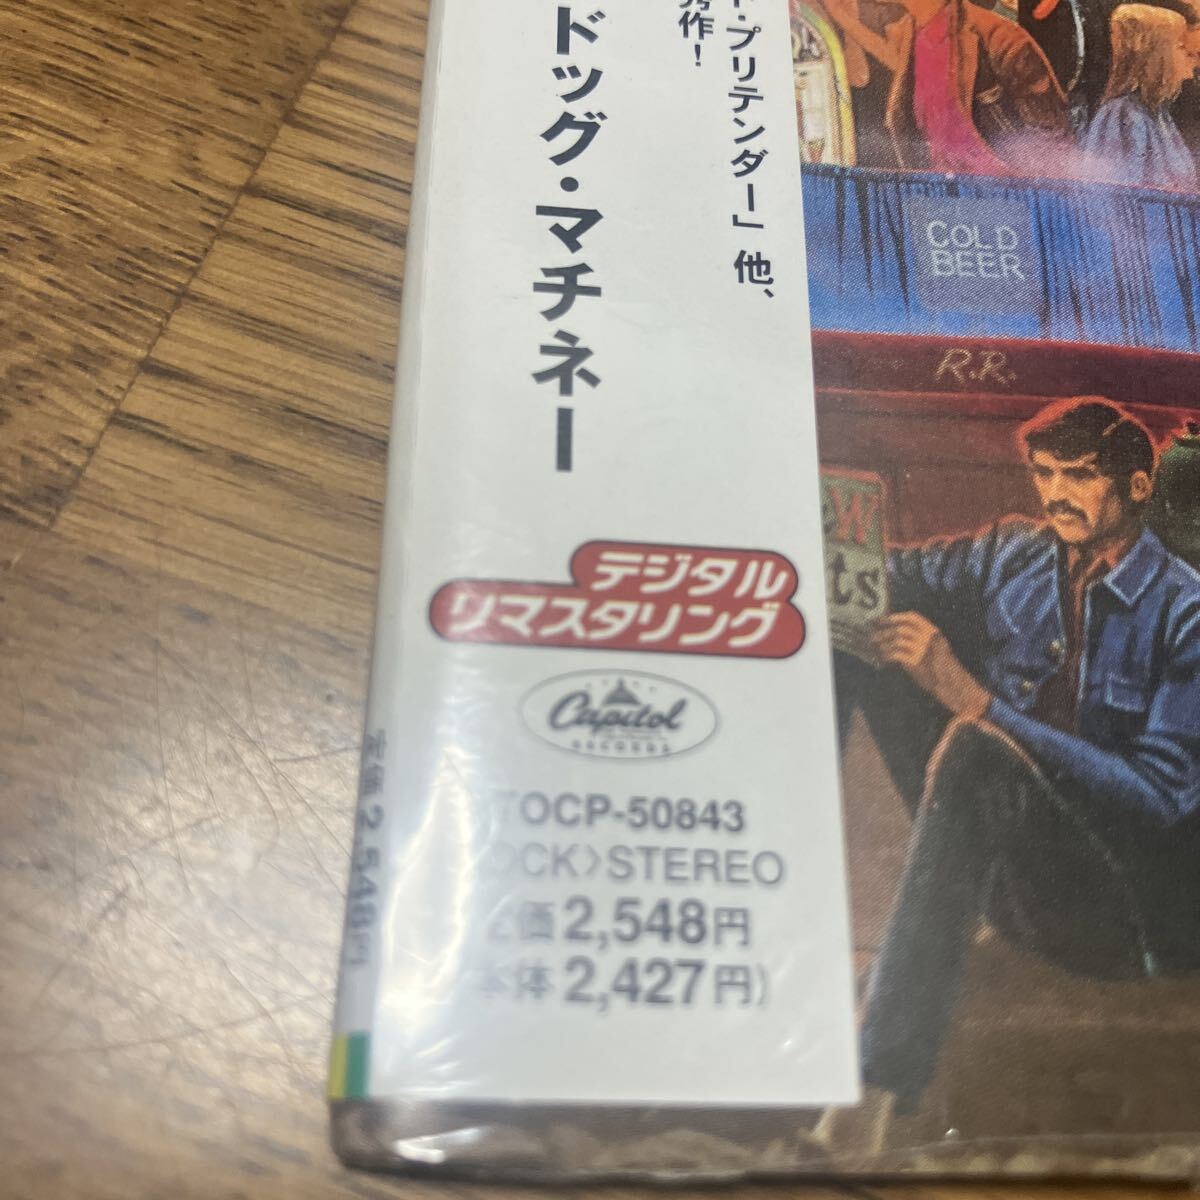 ト・プリテンダー」他、
秀作!
ドッグ・マチネー
デジタル
リマスタリング
Capitol
RECORDS
TOCP-50843
OCK〉STEREO
価2,548円
本体2,427円)
定価2,548円
COLD
BEER
R.R.